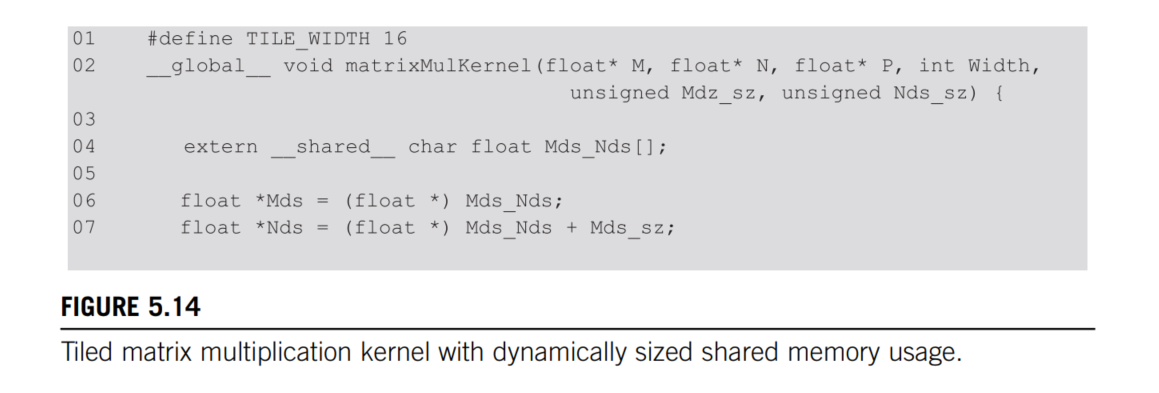 01 #define TILE_WIDTH 16
02 __global__ void matrixMulKernel(float* M, float* N, float* P, int Width,
unsigned Mdz_sz, unsigned Nds_sz) {
03
04 extern __shared__ char float Mds_Nds[];
05
06 float *Mds = (float *) Mds_Nds;
07 float *Nds = (float *) Mds_Nds + Mds_sz;
FIGURE 5.14
Tiled matrix multiplication kernel with dynamically sized shared memory usage.